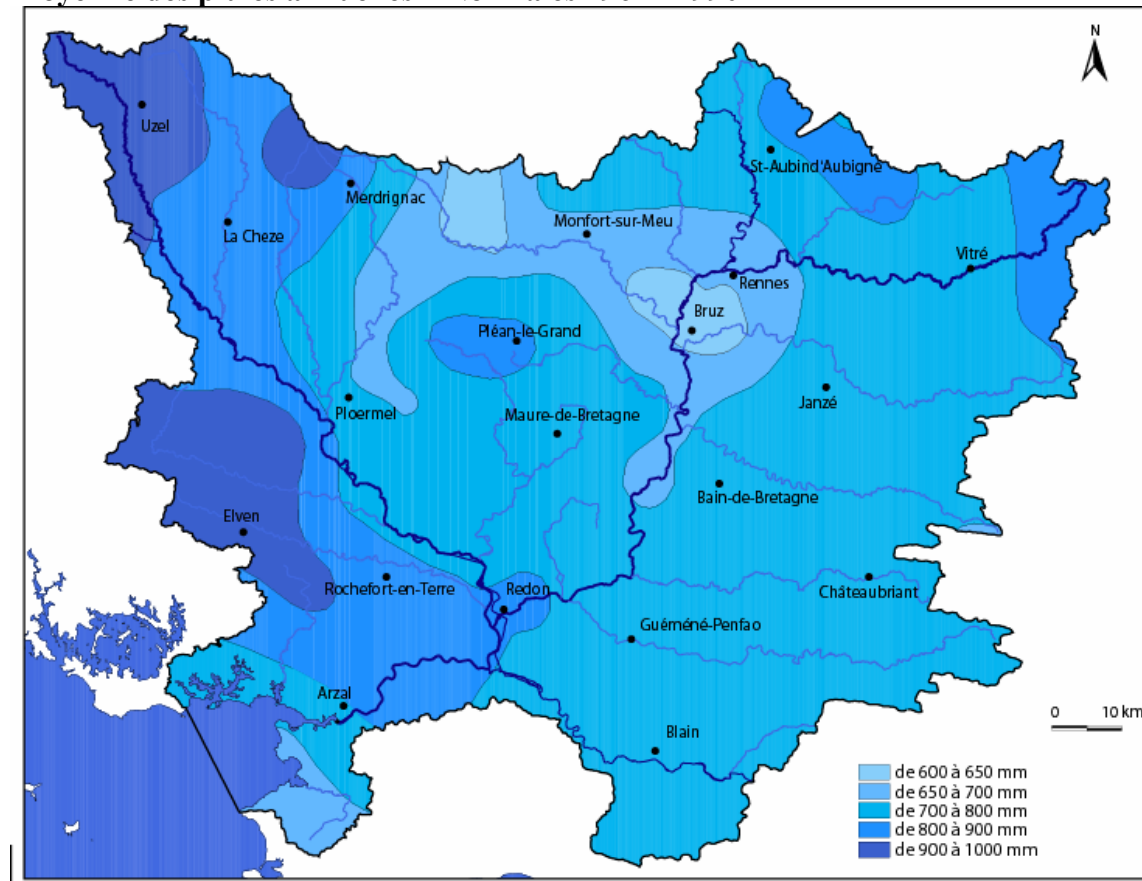 N
Uzel
St-Aubind'Aubigne
Merdrignac
La Cheze
Monfort-sur-Meu
Vitré
Rennes
Bruz
Pléan-le-Grand
Janzé
Ploermel
Maure-de-Bretagne
Bain-de-Bretagne
Elven
Rochefort-en-Terre
Redon
Châteaubriant
Guéméné-Penfao
Arzal
0 10 km
Blain
de 600 à 650 mm
de 650 à 700 mm
de 700 à 800 mm
de 800 à 900 mm
de 900 à 1000 mm